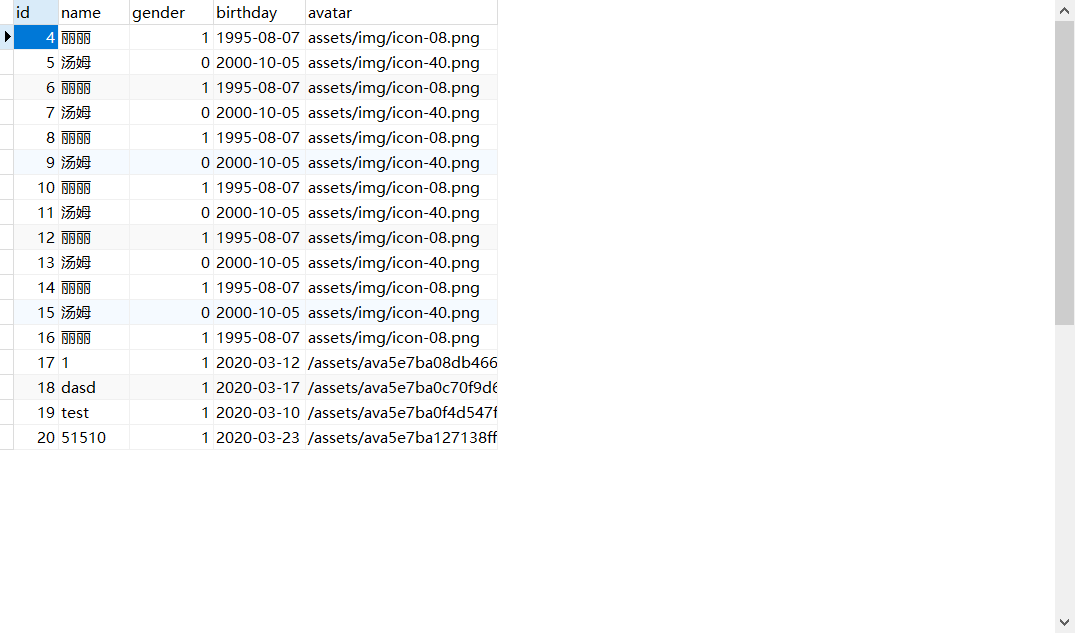 id name gender birthday avatar
4 丽丽 1 1995-08-07 assets/img/icon-08.png
5 汤姆 0 2000-10-05 assets/img/icon-40.png
6 丽丽 1 1995-08-07 assets/img/icon-08.png
7 汤姆 0 2000-10-05 assets/img/icon-40.png
8 丽丽 1 1995-08-07 assets/img/icon-08.png
9 汤姆 0 2000-10-05 assets/img/icon-40.png
10 丽丽 1 1995-08-07 assets/img/icon-08.png
11 汤姆 0 2000-10-05 assets/img/icon-40.png
12 丽丽 1 1995-08-07 assets/img/icon-08.png
13 汤姆 0 2000-10-05 assets/img/icon-40.png
14 丽丽 1 1995-08-07 assets/img/icon-08.png
15 汤姆 0 2000-10-05 assets/img/icon-40.png
16 丽丽 1 1995-08-07 assets/img/icon-08.png
17 1 1 2020-03-12 /assets/ava5e7ba08db466
18 dasd 1 2020-03-17 /assets/ava5e7ba0c70f9d6
19 test 1 2020-03-10 /assets/ava5e7ba0f4d547f
20 51510 1 2020-03-23 /assets/ava5e7ba127138ff